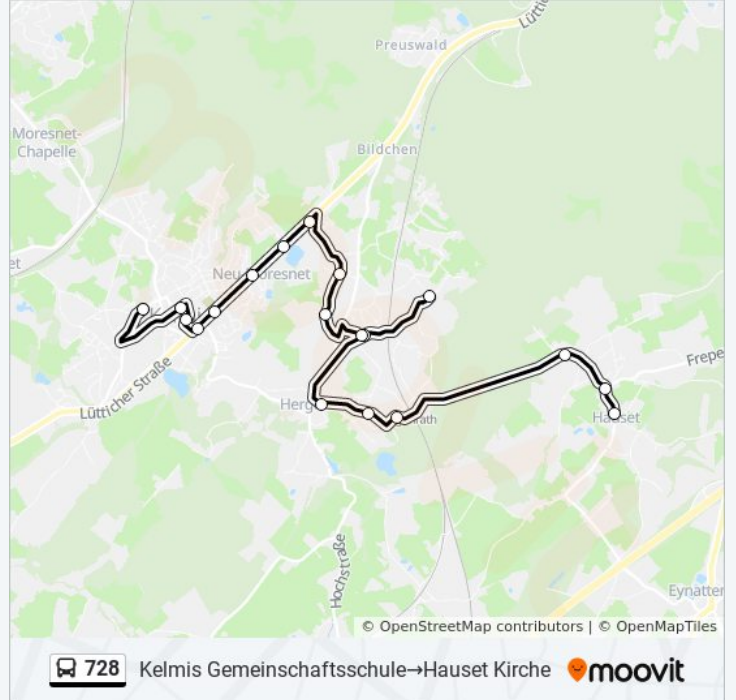 Lütti
Preuswald
Moresnet-
Chapelle
Bildchen
et
Neu-Moresnet
Lütticher Straße
Frepe
Herg
rath
Hauset
Hochstraße
Eynatter
© OpenStreetMap contributors | © OpenMapTiles
728 Kelmis Gemeinschaftsschule→Hauset Kirche moovit